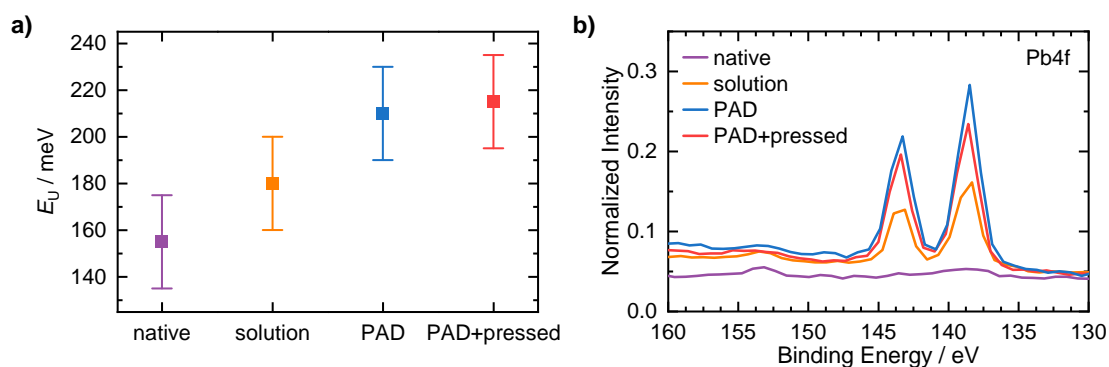 a)
E_U / meV
240
220
200
180
160
140
native solution PAD PAD+pressed
b)
Normalized Intensity
0.3
0.2
0.1
0.0
native
solution
PAD
PAD+pressed
Pb4f
160 155 150 145 140 135 130
Binding Energy / eV